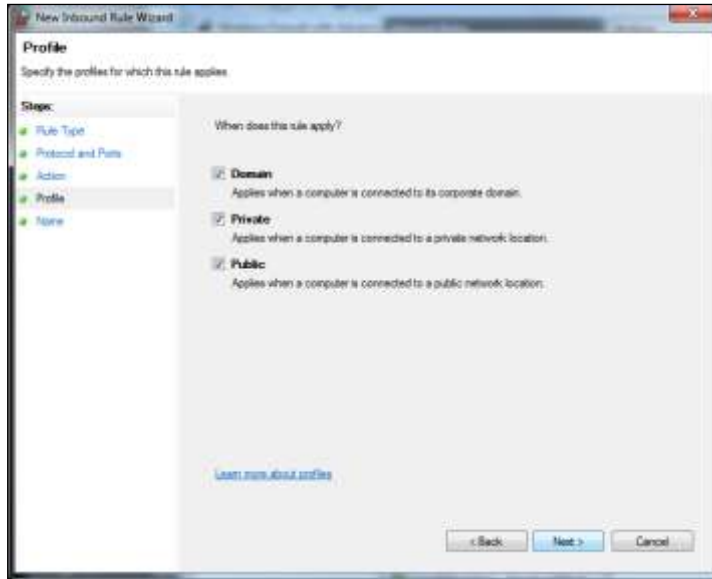 New Inbound Rule Wizard
Profile
Specify the profiles for which this rule applies.
Steps:
Rule Type
Protocol and Ports
Action
Profile
Name
When does this rule apply?
Domain
Applies when a computer is connected to its corporate domain.
Private
Applies when a computer is connected to a private network location.
Public
Applies when a computer is connected to a public network location.
Learn more about profiles
< Back
Next >
Cancel